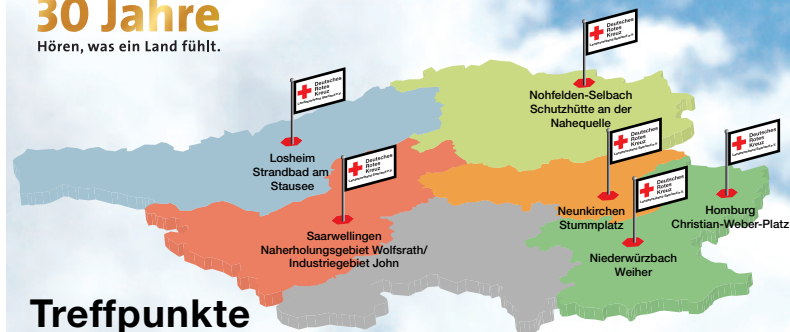 30 Jahre
Hören, was ein Land fühlt.
Deutsches
Rotes
Kreuz
Nohfelden-Selbach
Schutzhütte an der
Nahequelle
Deutsches
Rotes
Kreuz
Losheim
Strandbad am
Stausee
Deutsches
Rotes
Kreuz
Saarwellingen
Naherholungsgebiet Wolfsrath/
Industriegebiet John
Deutsches
Rotes
Kreuz
Neunkirchen
Stummplatz
Deutsches
Rotes
Kreuz
Homburg
Christian-Weber-Platz
Deutsches
Rotes
Kreuz
Niederwürzbach
Weiher
Treffpunkte